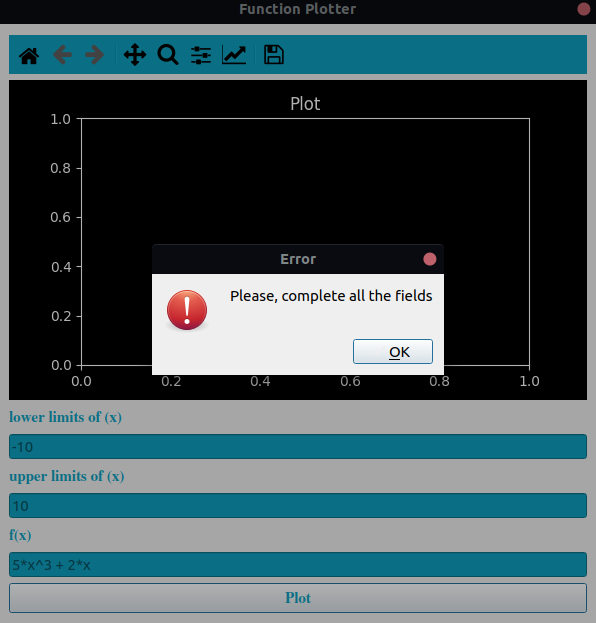 Function Plotter
Plot
1.0
0.8
0.6
0.4
0.2
0.0
Error
Please, complete all the fields
OK
0.0 0.2 0.4 0.6 0.8 1.0
lower limits of (x)
-10
upper limits of (x)
10
f(x)
5*x^3 + 2*x
Plot